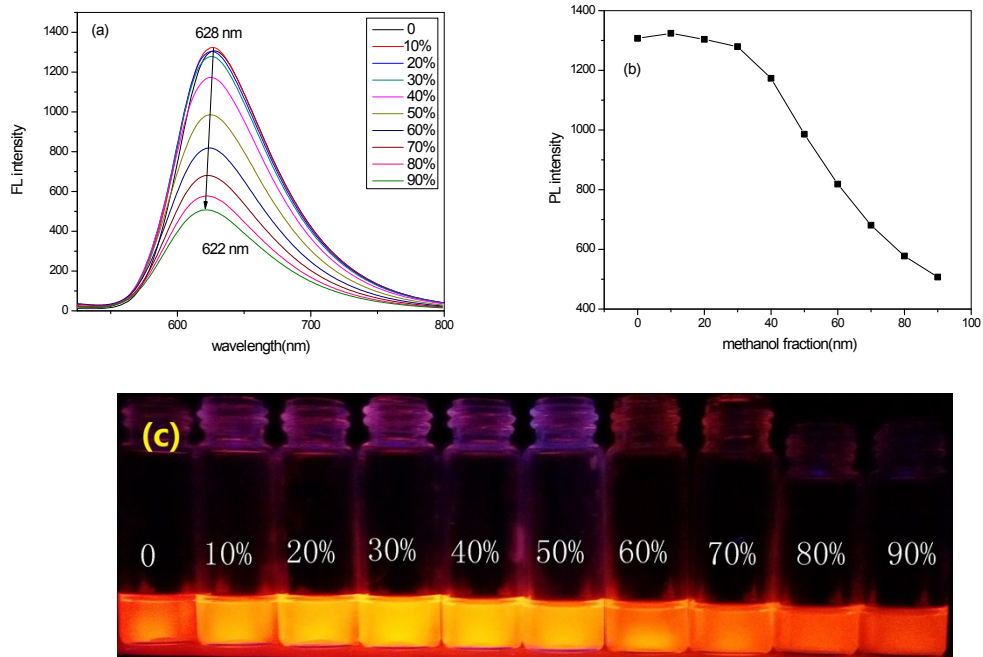 (a)
628 nm
622 nm
0
10%
20%
30%
40%
50%
60%
70%
80%
90%
FL intensity
1400
1200
1000
800
600
400
200
0
600 700 800
wavelength(nm)
(b)
PL intensity
1400
1200
1000
800
600
400
0 20 40 60 80 100
methanol fraction(nm)
(c)
0 10% 20% 30% 40% 50% 60% 70% 80% 90%